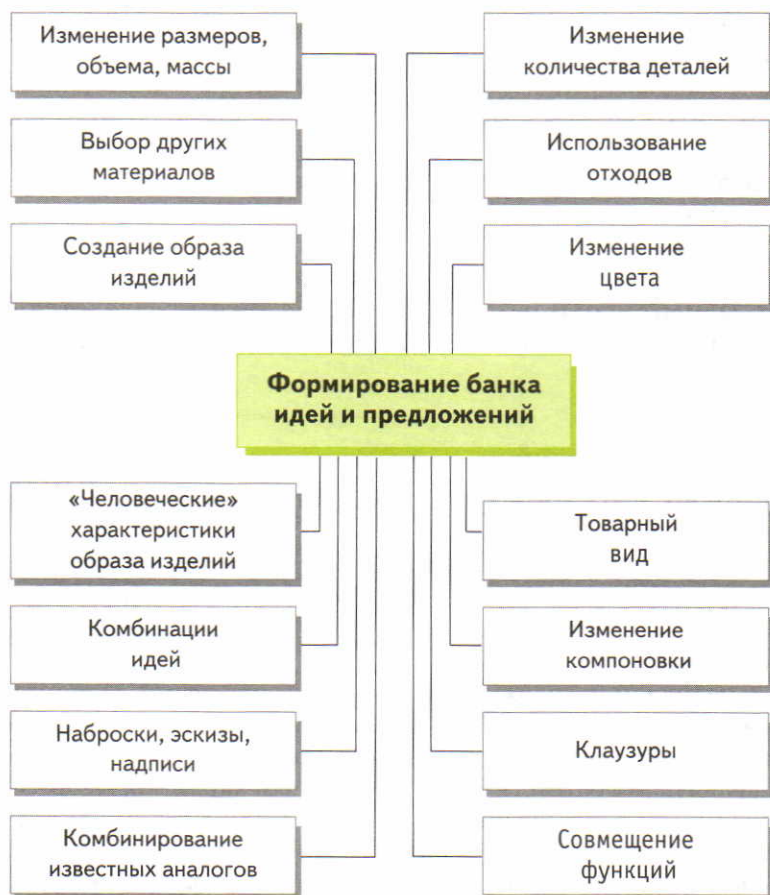 Изменение размеров,
объема, массы
Изменение
количества деталей
Выбор других
материалов
Использование
отходов
Создание образа
изделий
Изменение
цвета
Формирование банка
идей и предложений
«Человеческие»
характеристики
образа изделий
Товарный
вид
Комбинации
идей
Изменение
компоновки
Наброски, эскизы,
надписи
Клаузуры
Комбинирование
известных аналогов
Совмещение
функций